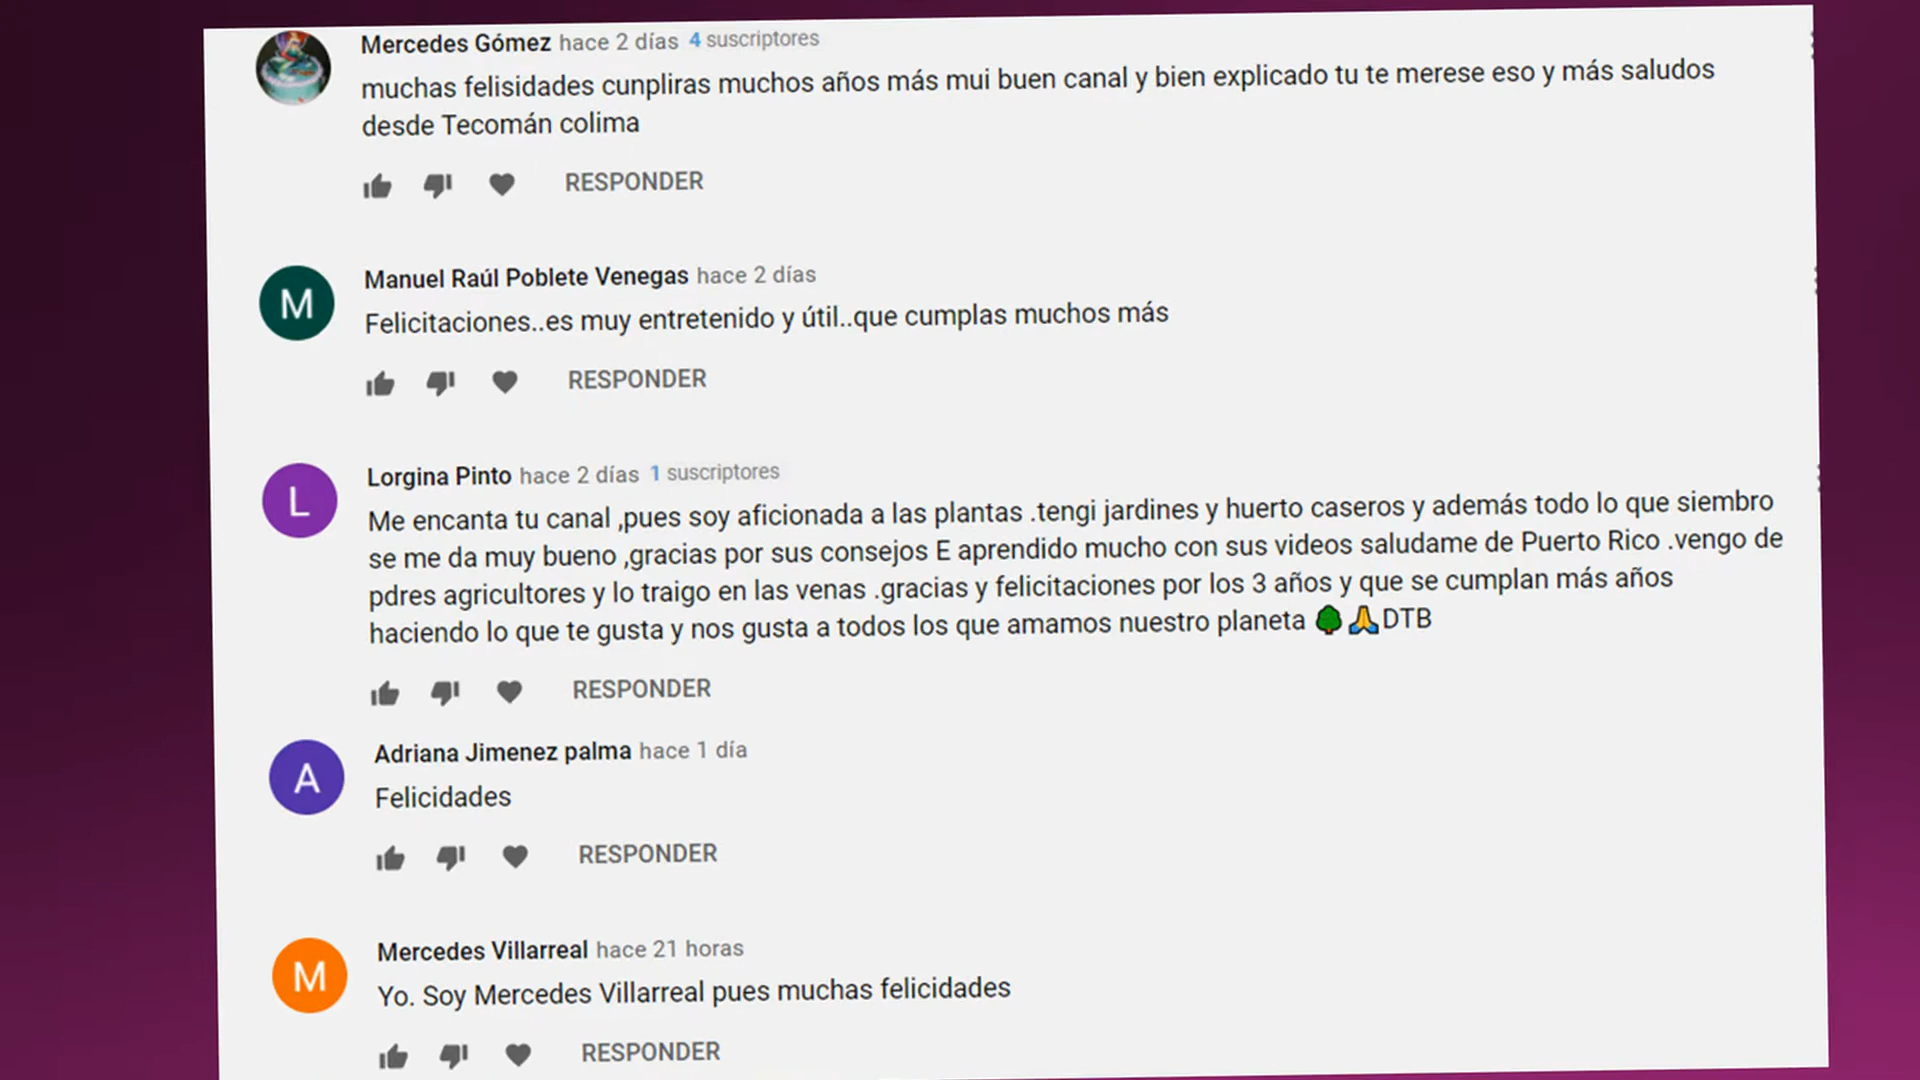 Mercedes Gómez hace 2 días 4 suscriptores
muchas felisidades cunpliras muchos años más mui buen canal y bien explicado tu te merese eso y más saludos
desde Tecomán colima
RESPONDER
M
Manuel Raúl Poblete Venegas hace 2 días
Felicitaciones..es muy entretenido y útil..que cumplas muchos más
RESPONDER
L
Lorgina Pinto hace 2 días 1 suscriptores
Me encanta tu canal ,pues soy aficionada a las plantas .tengi jardines y huerto caseros y además todo lo que siembro
se me da muy bueno ,gracias por sus consejos E aprendido mucho con sus videos saludame de Puerto Rico .vengo de
pdres agricultores y lo traigo en las venas .gracias y felicitaciones por los 3 años y que se cumplan más años
haciendo lo que te gusta y nos gusta a todos los que amamos nuestro planeta 🌳🙏DTB
RESPONDER
A
Adriana Jimenez palma hace 1 día
Felicidades
RESPONDER
M
Mercedes Villarreal hace 21 horas
Yo. Soy Mercedes Villarreal pues muchas felicidades
RESPONDER